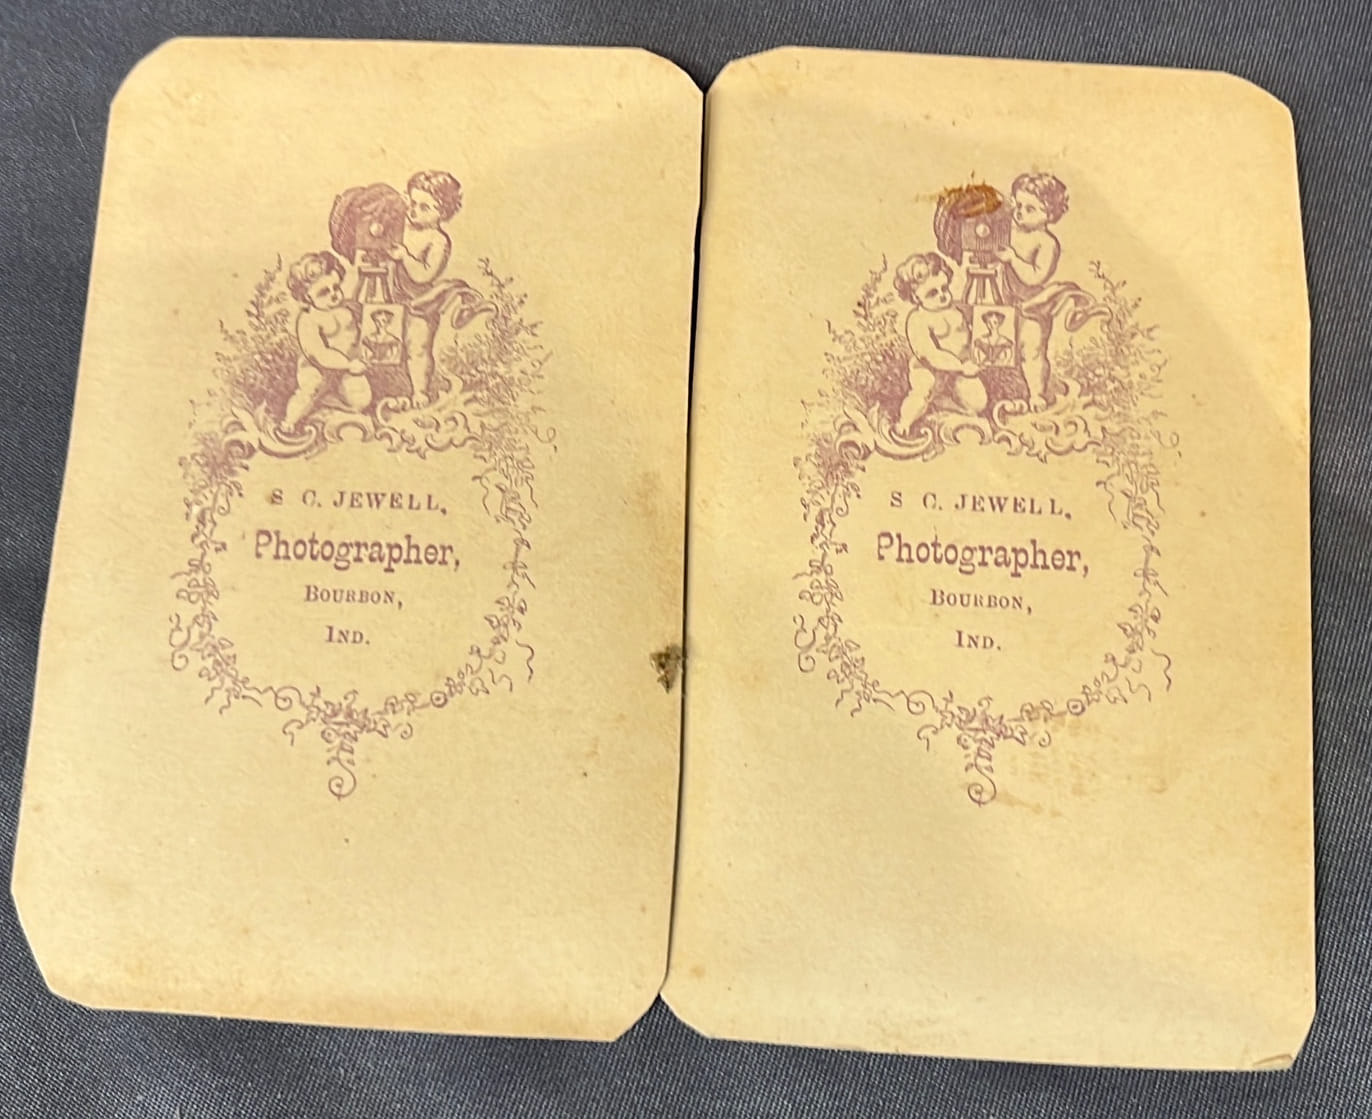 S C. JEWELL,
Photographer,
BOURBON,
IND.
S C. JEWELL,
Photographer,
BOURBON,
IND.